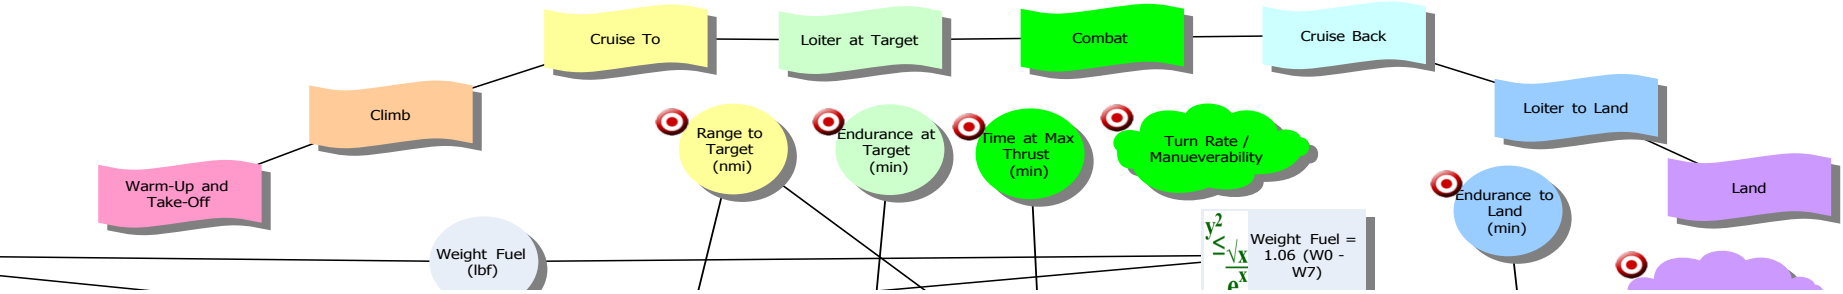 Cruise To
Loiter at Target
Combat
Cruise Back
Climb
Loiter to Land
Warm-Up and
Take-Off
Land
Range to
Target
(nmi)
Endurance at
Target
(min)
Time at Max
Thrust
(min)
Turn Rate /
Manueverability
Endurance to
Land
(min)
Weight Fuel
(lbf)
y²
≤ √x
e^x
Weight Fuel =
1.06 (W0 -
W7)